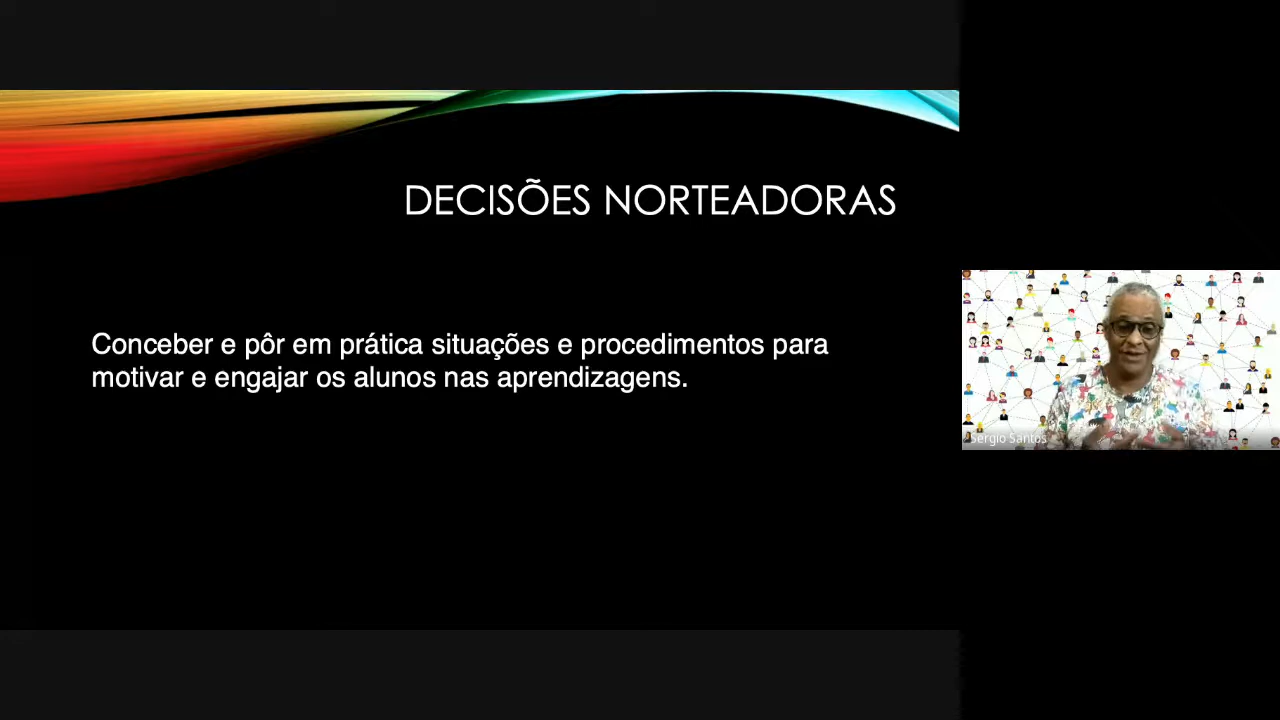 DECISÕES NORTEADORAS
Conceber e pôr em prática situações e procedimentos para
motivar e engajar os alunos nas aprendizagens.
Sergio Santos